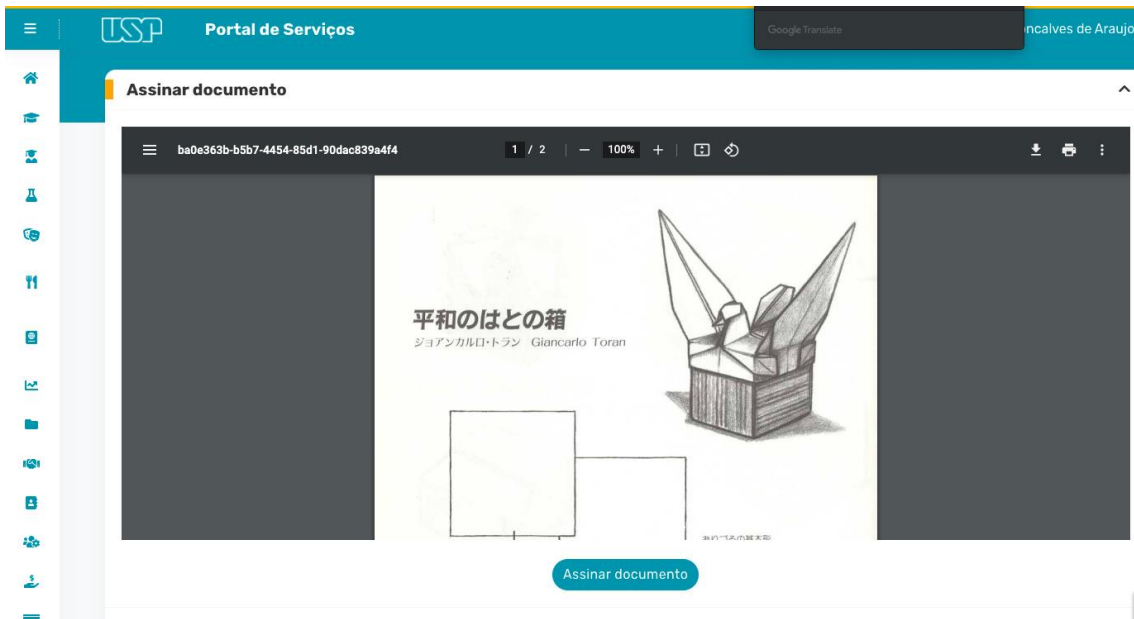 USP
Portal de Serviços
Google Translate
ncalves de Araujo
Assinar documento
ba0e363b-b5b7-4454-85d1-90dac839a4f4
1 / 2
100%
平和のはとの箱
ジョアンカルロ・トラン Giancarlo Toran
Assinar documento